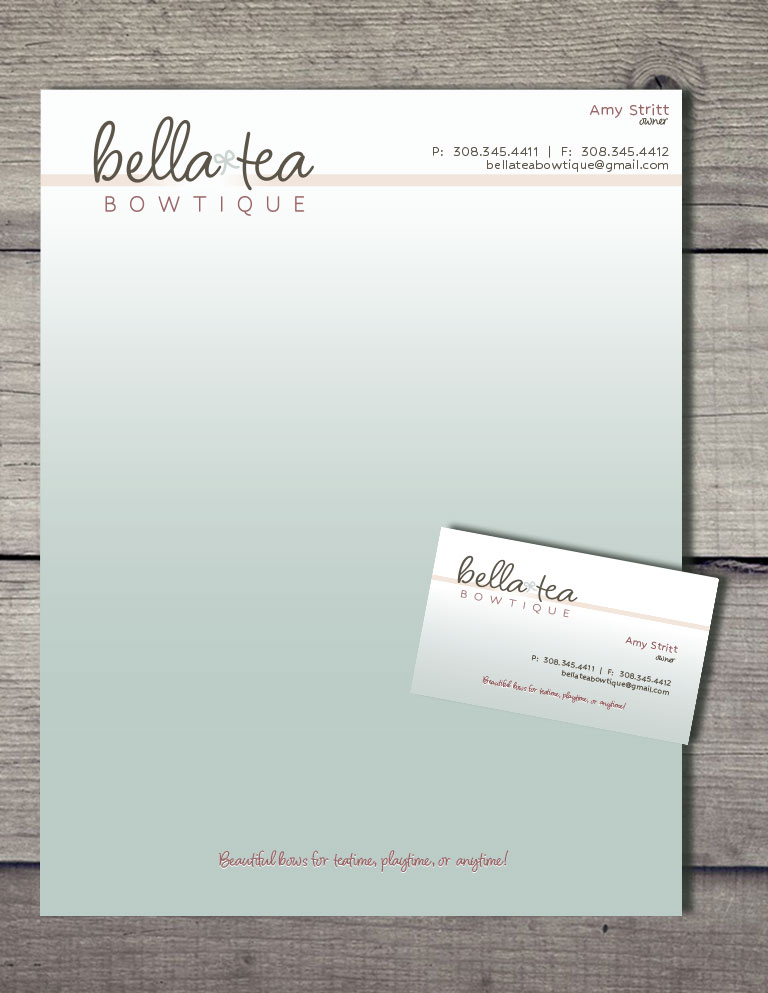 bella tea
BOWTIQUE
Amy Stritt
owner
P: 308.345.4411 | F: 308.345.4412
bellateabowtique@gmail.com
bella tea
BOWTIQUE
Amy Stritt
owner
P: 308.345.4411 | F: 308.345.4412
bellateabowtique@gmail.com
Beautiful bows for teatime, playtime, or anytime!
Beautiful bows for teatime, playtime, or anytime!